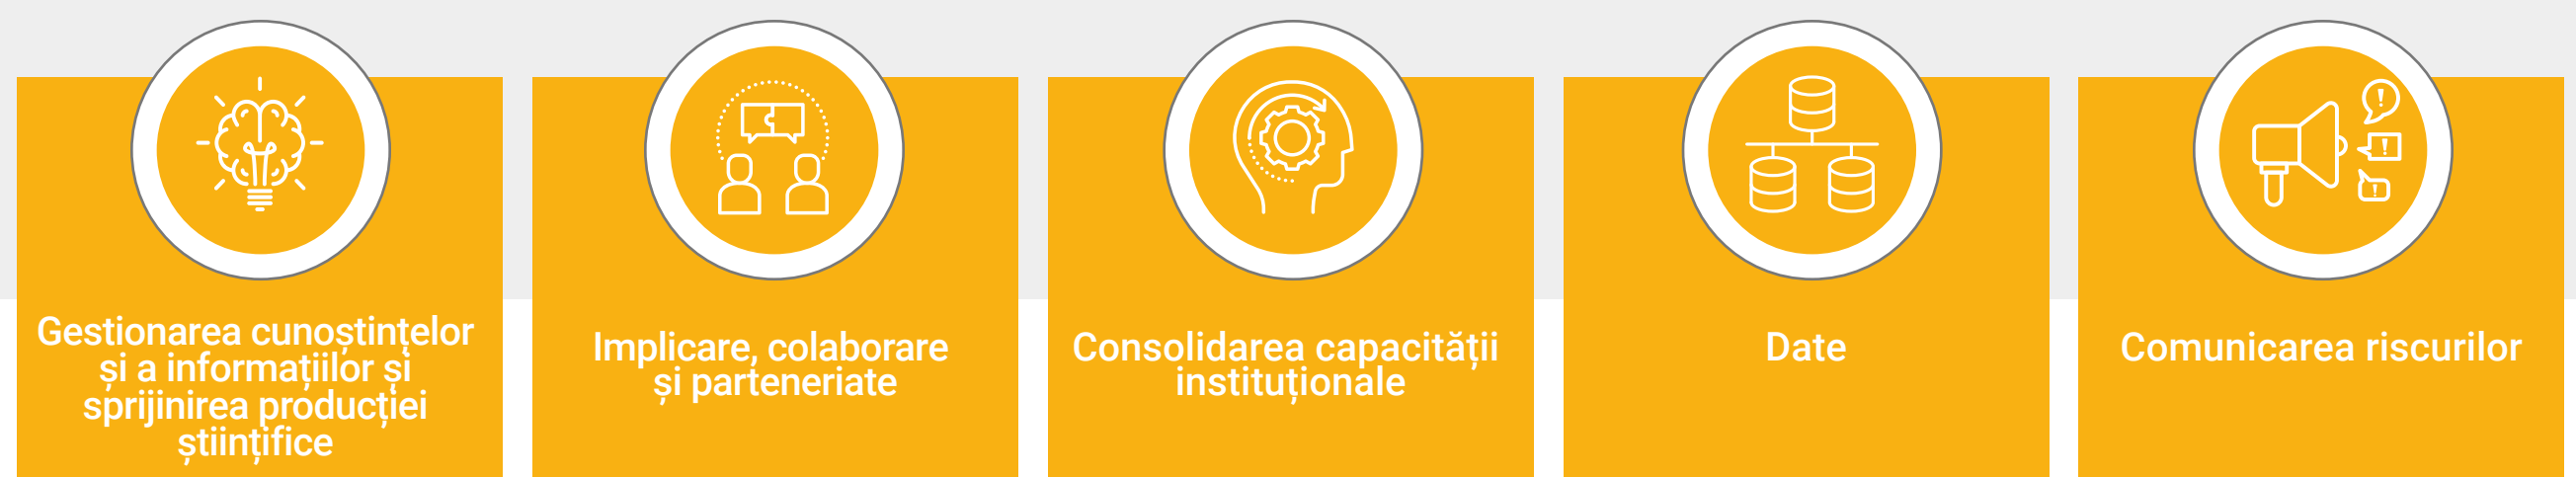 Gestionarea cunoștințelor
și a informațiilor și
sprijinirea producției
științifice
Implicare, colaborare
și parteneriate
Consolidarea capacității
instituționale
Date
Comunicarea riscurilor